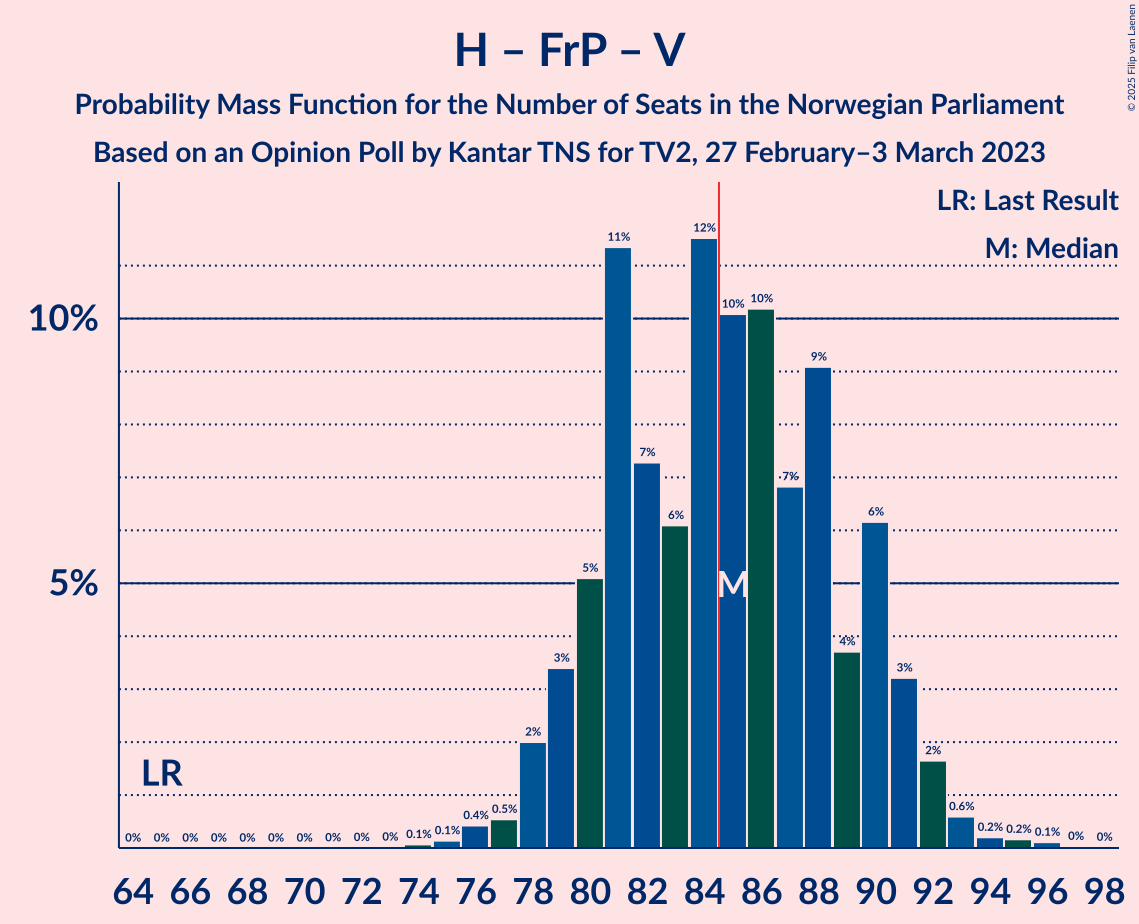 H – FrP – V
Probability Mass Function for the Number of Seats in the Norwegian Parliament
Based on an Opinion Poll by Kantar TNS for TV2, 27 February–3 March 2023
© 2025 Filip van Laenen
LR: Last Result
M: Median
10%
5%
0% 0% 0% 0% 0% 0% 0% 0% 0% 0% 0.1% 0.1% 0.4% 0.5% 2% 3% 5% 11% 7% 6% 12% 10% 10% 7% 9% 4% 6% 3% 2% 0.6% 0.2% 0.2% 0.1% 0% 0%
LR
M
64 66 68 70 72 74 76 78 80 82 84 86 88 90 92 94 96 98